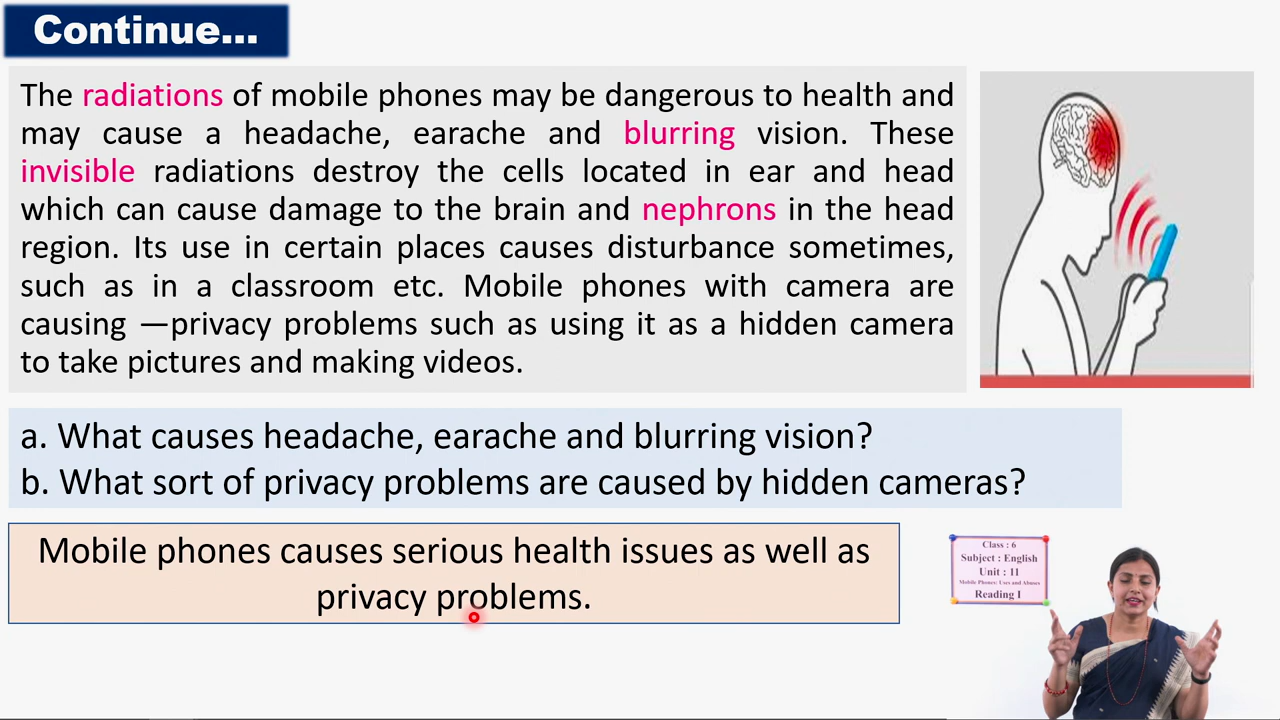 Continue...
The radiations of mobile phones may be dangerous to health and
may cause a headache, earache and blurring vision. These
invisible radiations destroy the cells located in ear and head
which can cause damage to the brain and nephrons in the head
region. Its use in certain places causes disturbance sometimes,
such as in a classroom etc. Mobile phones with camera are
causing —privacy problems such as using it as a hidden camera
to take pictures and making videos.
a. What causes headache, earache and blurring vision?
b. What sort of privacy problems are caused by hidden cameras?
Mobile phones causes serious health issues as well as
privacy problems.
Class : 6
Subject : English
Unit : 11
Mobile Phones: Uses and Abuses
Reading I